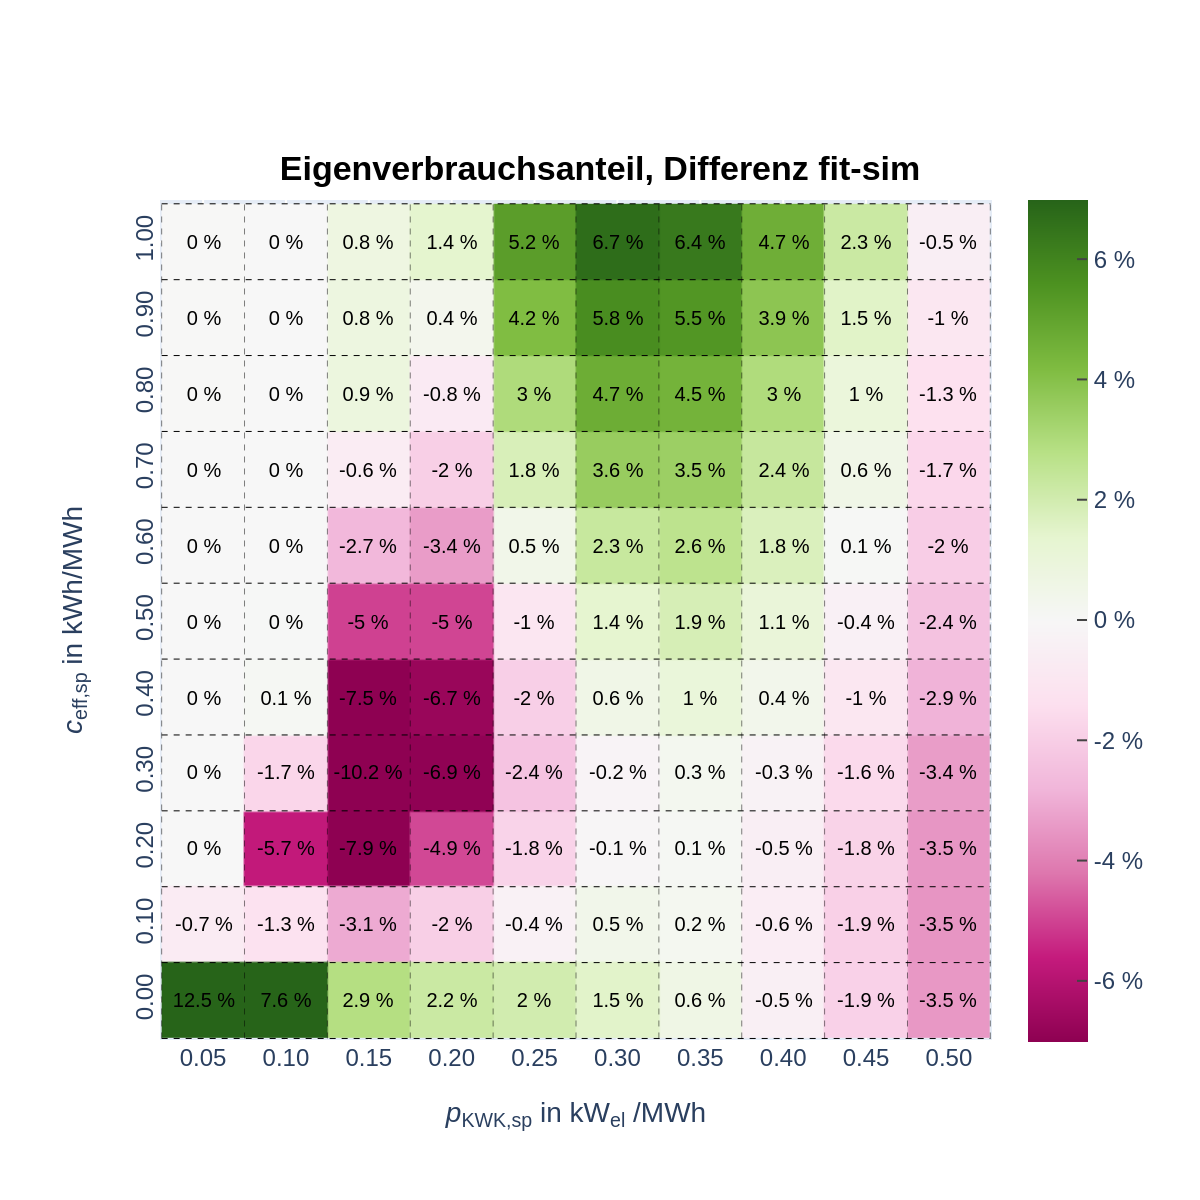 Eigenverbrauchsanteil, Differenz fit-sim
1.00 0 % 0 % 0.8 % 1.4 % 5.2 % 6.7 % 6.4 % 4.7 % 2.3 % -0.5 %
0.90 0 % 0 % 0.8 % 0.4 % 4.2 % 5.8 % 5.5 % 3.9 % 1.5 % -1 %
0.80 0 % 0 % 0.9 % -0.8 % 3 % 4.7 % 4.5 % 3 % 1 % -1.3 %
0.70 0 % 0 % -0.6 % -2 % 1.8 % 3.6 % 3.5 % 2.4 % 0.6 % -1.7 %
0.60 0 % 0 % -2.7 % -3.4 % 0.5 % 2.3 % 2.6 % 1.8 % 0.1 % -2 %
0.50 0 % 0 % -5 % -5 % -1 % 1.4 % 1.9 % 1.1 % -0.4 % -2.4 %
0.40 0 % 0.1 % -7.5 % -6.7 % -2 % 0.6 % 1 % 0.4 % -1 % -2.9 %
0.30 0 % -1.7 % -10.2 % -6.9 % -2.4 % -0.2 % 0.3 % -0.3 % -1.6 % -3.4 %
0.20 0 % -5.7 % -7.9 % -4.9 % -1.8 % -0.1 % 0.1 % -0.5 % -1.8 % -3.5 %
0.10 -0.7 % -1.3 % -3.1 % -2 % -0.4 % 0.5 % 0.2 % -0.6 % -1.9 % -3.5 %
0.00 12.5 % 7.6 % 2.9 % 2.2 % 2 % 1.5 % 0.6 % -0.5 % -1.9 % -3.5 %
0.05 0.10 0.15 0.20 0.25 0.30 0.35 0.40 0.45 0.50
p KWK,sp in kW el /MWh
c eff,sp in kWh/MWh
6 %
4 %
2 %
0 %
-2 %
-4 %
-6 %